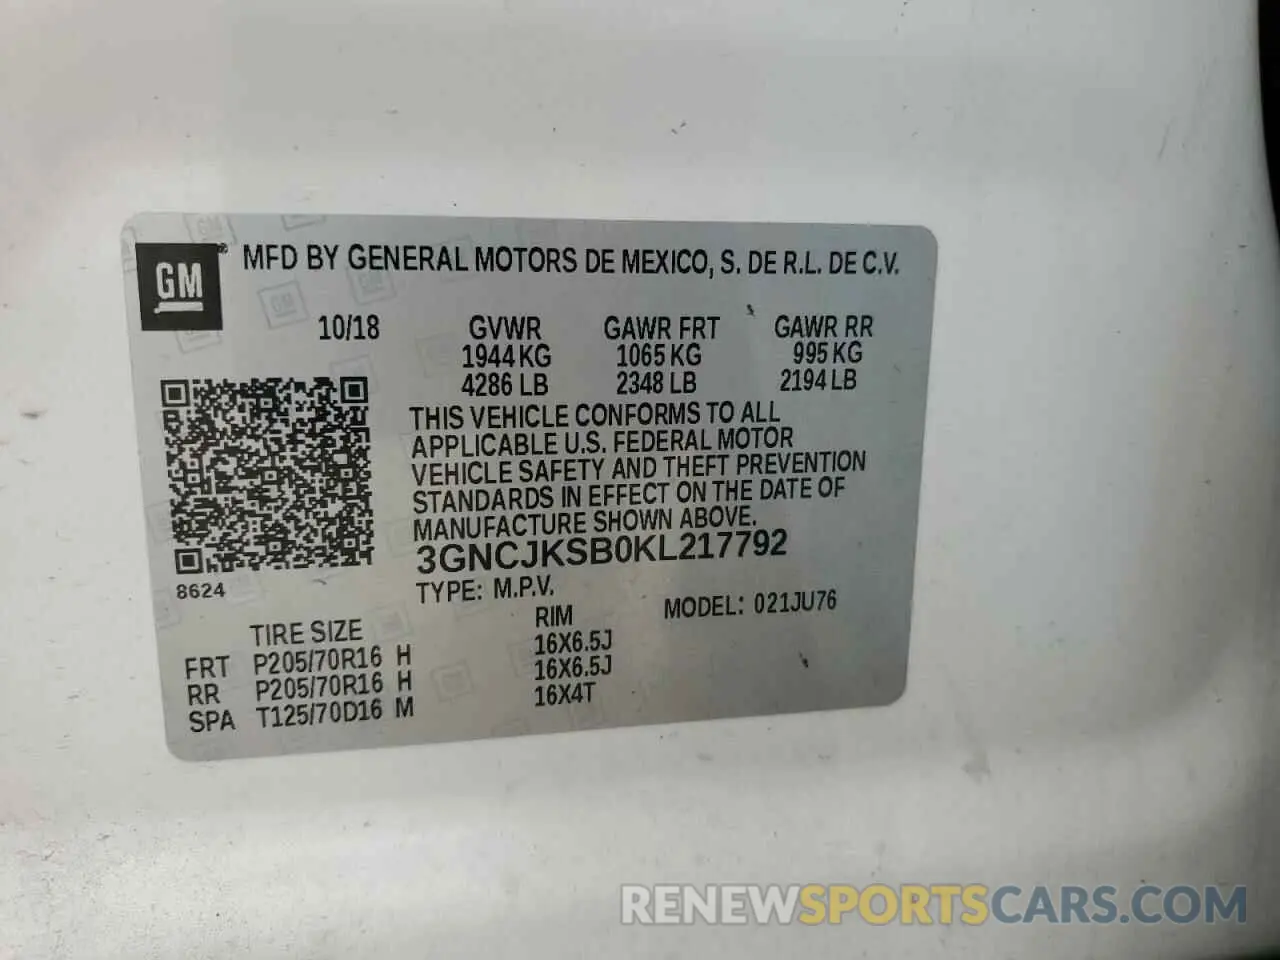 GM® MFD BY GENERAL MOTORS DE MEXICO, S. DE R.L. DE C.V.
10/18 GVWR GAWR FRT GAWR RR
1944 KG 1065 KG 995 KG
4286 LB 2348 LB 2194 LB
THIS VEHICLE CONFORMS TO ALL
APPLICABLE U.S. FEDERAL MOTOR
VEHICLE SAFETY AND THEFT PREVENTION
STANDARDS IN EFFECT ON THE DATE OF
MANUFACTURE SHOWN ABOVE.
3GNCJKSB0KL217792
8624 TYPE: M.P.V. MODEL: 021JU76
TIRE SIZE RIM
FRT P205/70R16 H 16X6.5J
RR P205/70R16 H 16X6.5J
SPA T125/70D16 M 16X4T
RENEWSPORTSCARS.COM